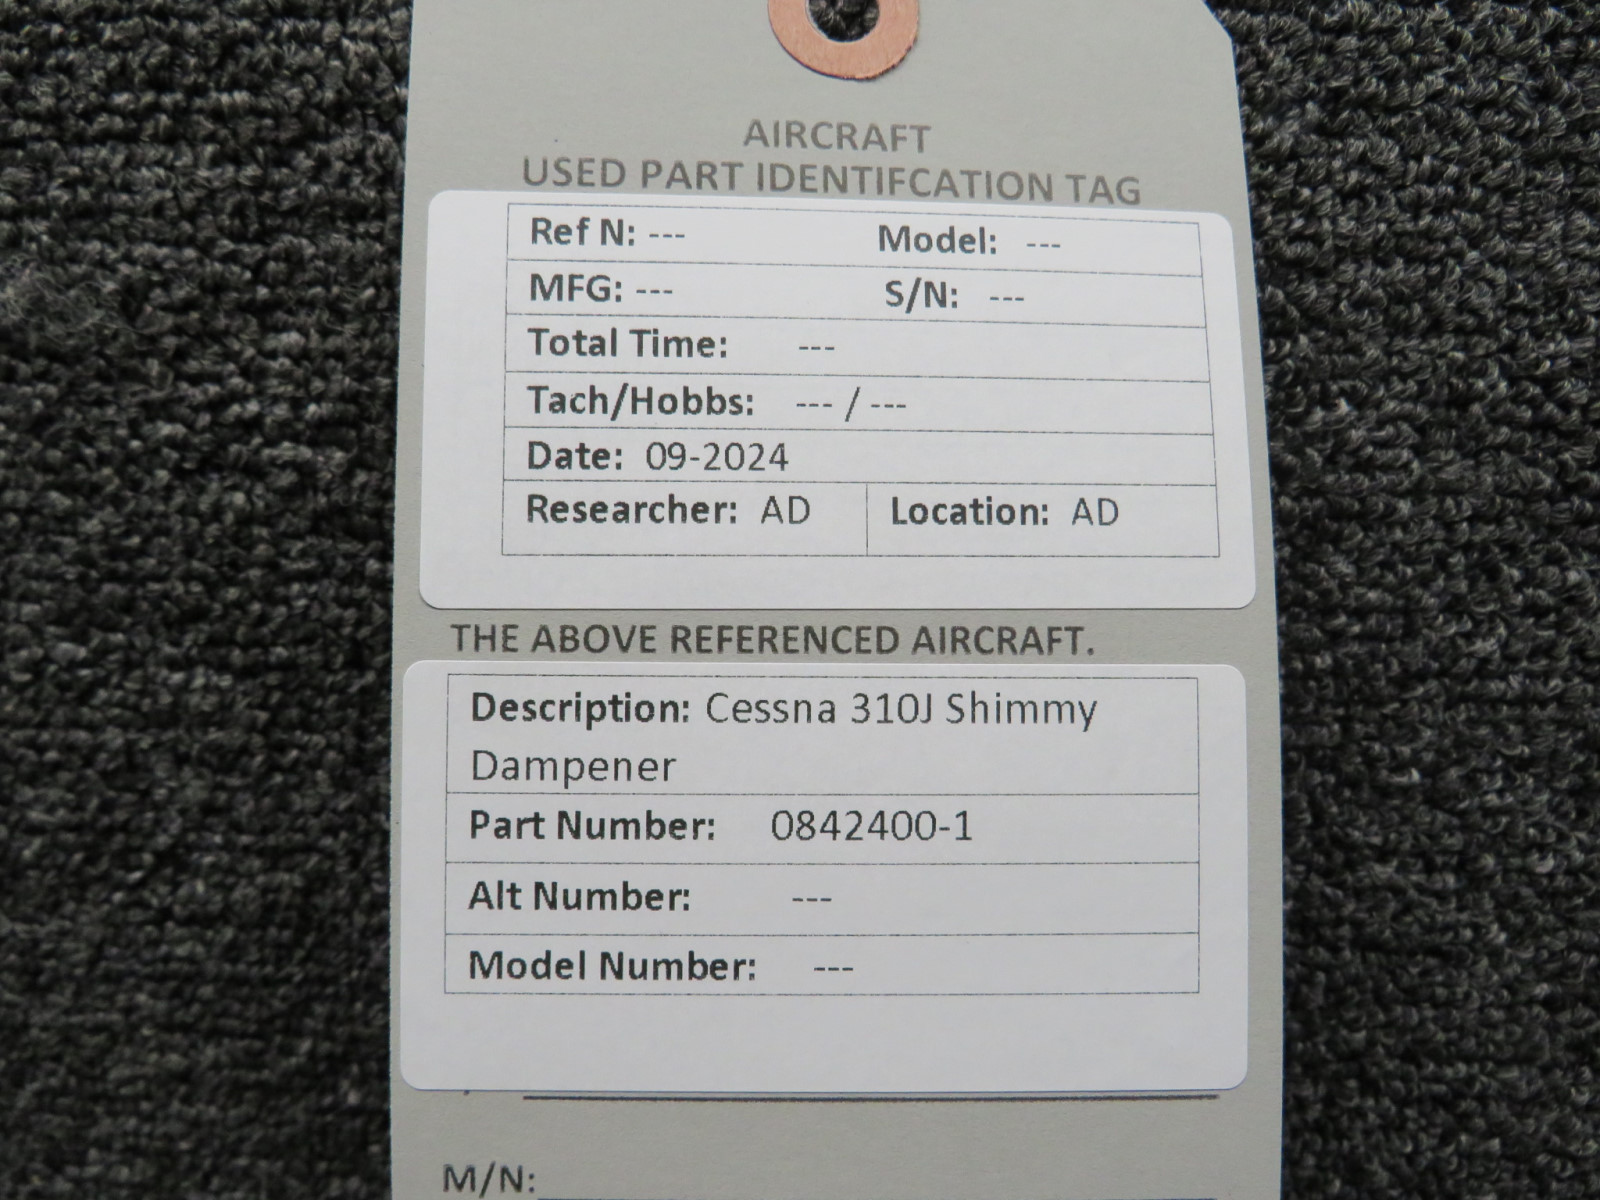 AIRCRAFT
USED PART IDENTIFCATION TAG
Ref N: --- Model: ---
MFG: --- S/N: ---
Total Time: ---
Tach/Hobbs: --- / ---
Date: 09-2024
Researcher: AD Location: AD
THE ABOVE REFERENCED AIRCRAFT.
Description: Cessna 310J Shimmy
Dampener
Part Number: 0842400-1
Alt Number: ---
Model Number: ---
M/N: